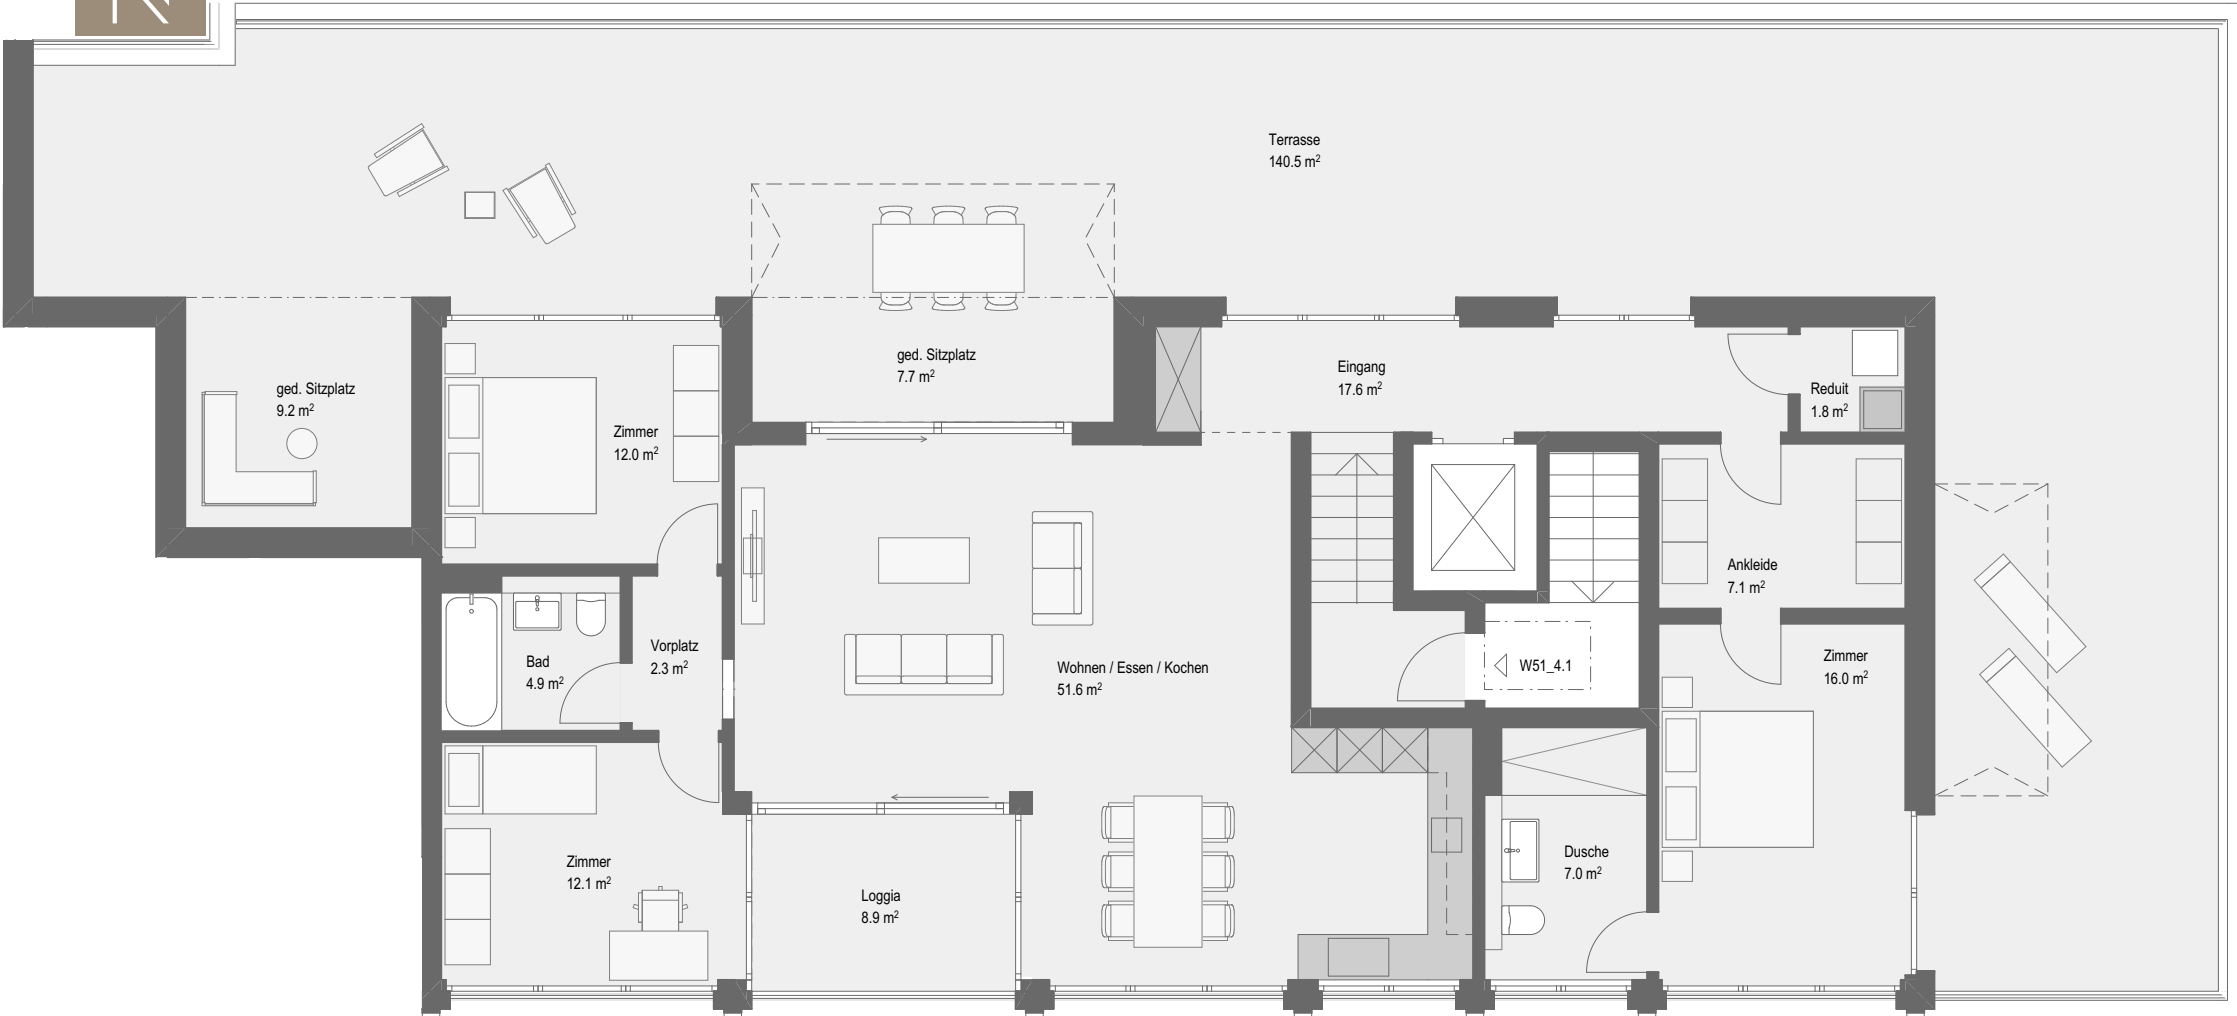 Terrasse
140.5 m²
ged. Sitzplatz
7.7 m²
Eingang
17.6 m²
Reduit
1.8 m²
ged. Sitzplatz
9.2 m²
Zimmer
12.0 m²
Ankleide
7.1 m²
Vorplatz
2.3 m²
Bad
4.9 m²
Wohnen / Essen / Kochen
51.6 m²
W51_4.1
Zimmer
16.0 m²
Zimmer
12.1 m²
Loggia
8.9 m²
Dusche
7.0 m²